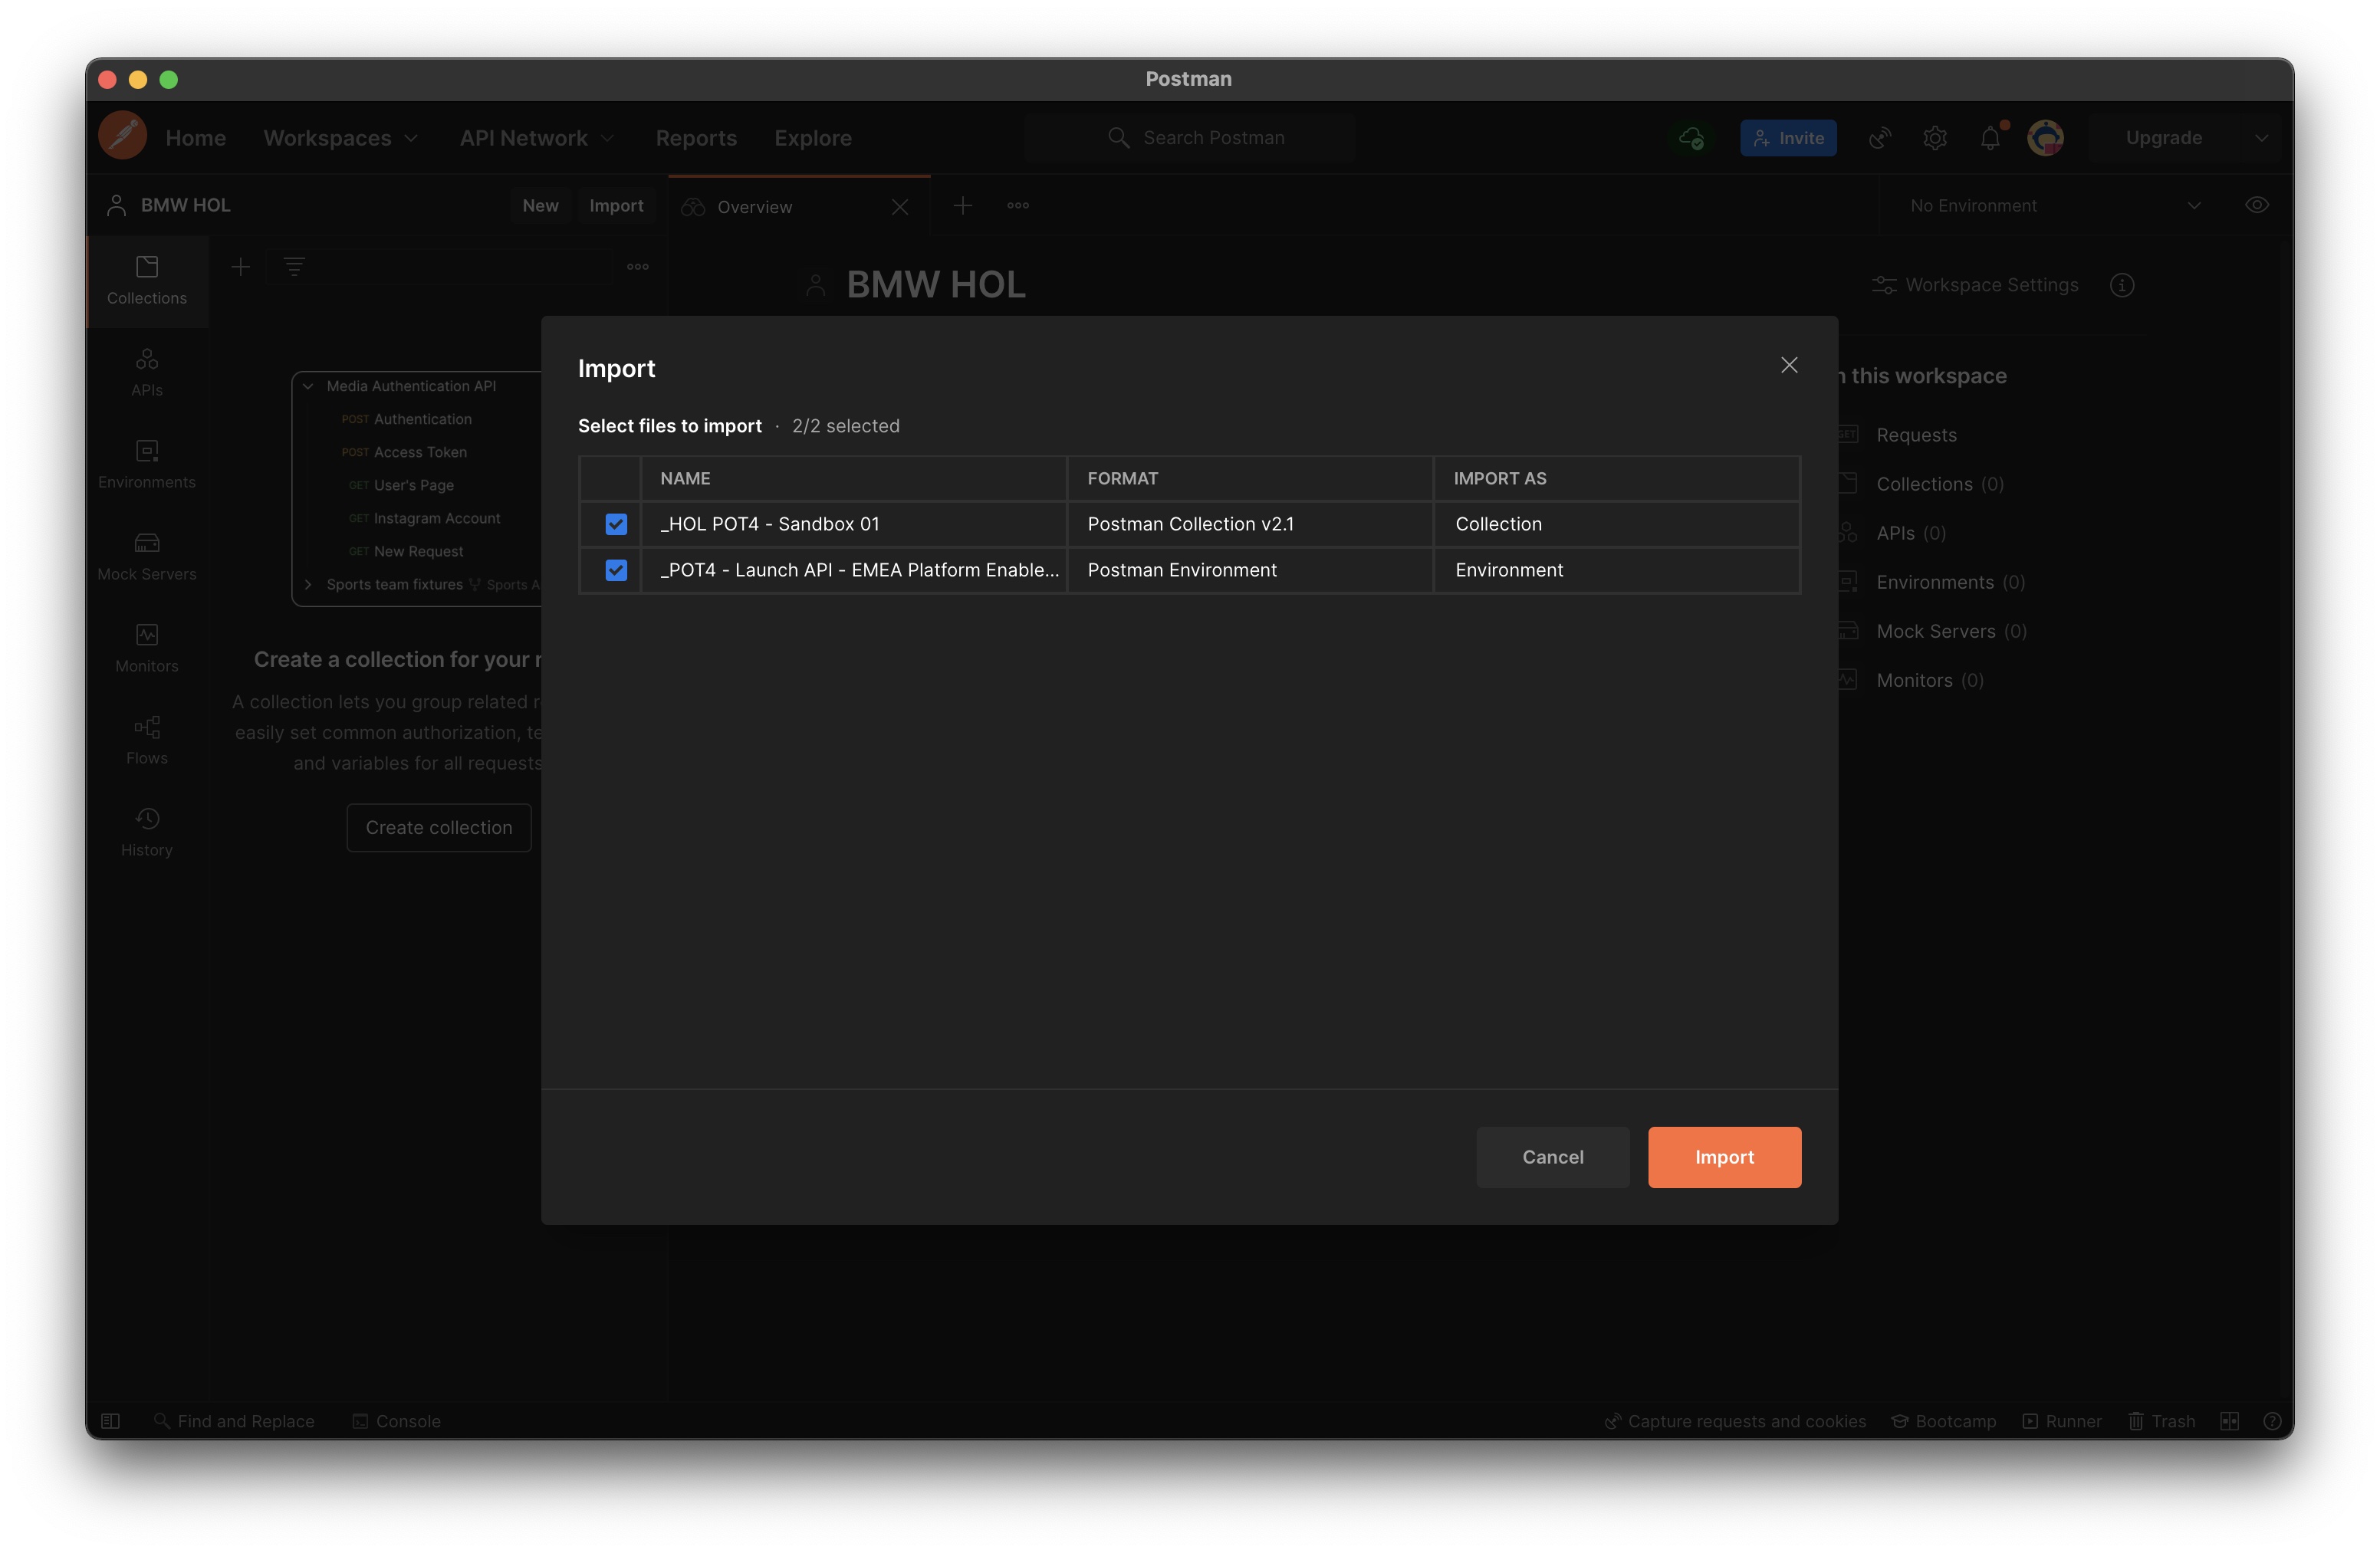 Postman
Home
Workspaces
API Network
Reports
Explore
Search Postman
Invite
Upgrade
BMW HOL
New
Import
Overview
No Environment
Collections
APIs
Environments
Mock Servers
Monitors
Flows
History
Media Authentication API
POST Authentication
POST Access Token
GET User's Page
GET Instagram Account
GET New Request
Sports team fixtures Sports A
Create a collection for your r
A collection lets you group related r
easily set common authorization, te
and variables for all requests
Create collection
BMW HOL
Workspace Settings
Import
Select files to import · 2/2 selected
NAME FORMAT IMPORT AS
_HOL POT4 - Sandbox 01 Postman Collection v2.1 Collection
_POT4 - Launch API - EMEA Platform Enable... Postman Environment Environment
Cancel
Import
n this workspace
GET Requests
Collections (0)
APIs (0)
Environments (0)
Mock Servers (0)
Monitors (0)
Find and Replace
Console
Capture requests and cookies
Bootcamp
Runner
Trash